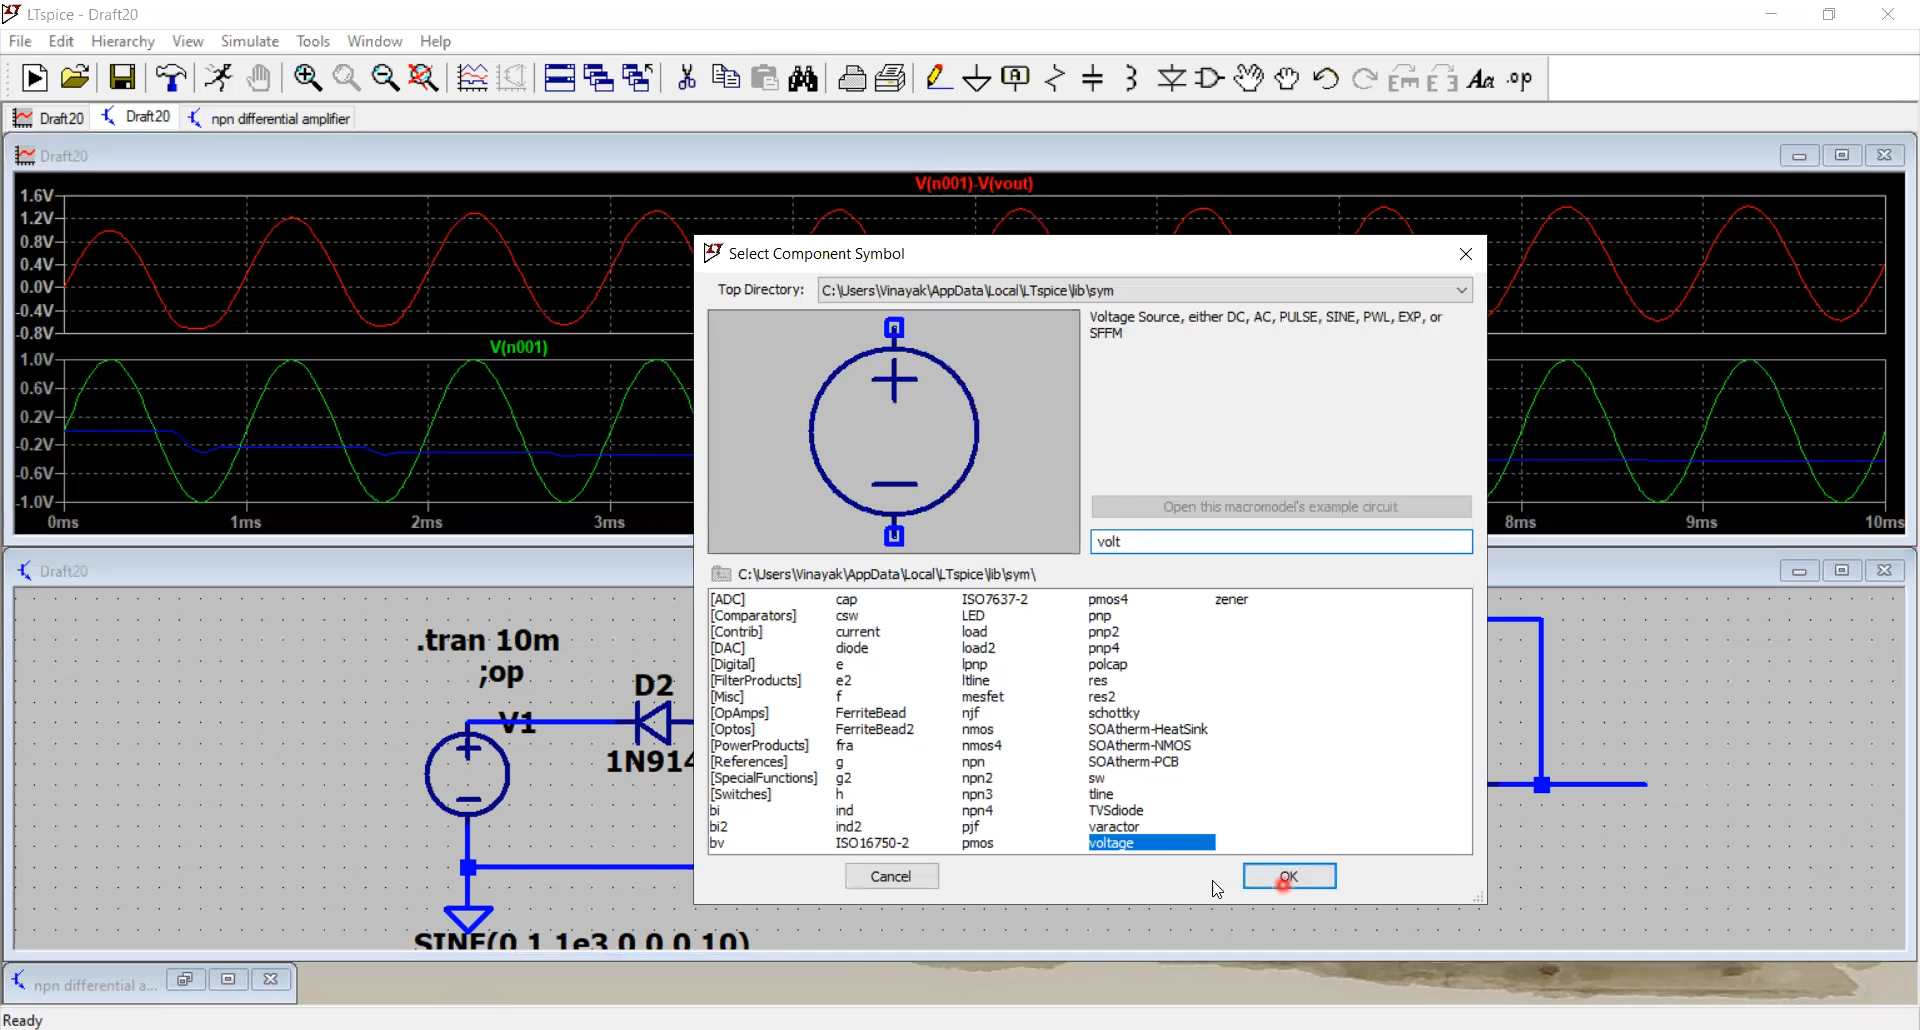 LTspice - Draft20
File Edit Hierarchy View Simulate Tools Window Help
A Aa .op
Draft20 Draft20 npn differential amplifier
Draft20
V(n001)-V(vout)
1.6V
1.2V
0.8V
0.4V
0.0V
-0.4V
-0.8V
V(n001)
1.0V
0.6V
0.2V
-0.2V
-0.6V
-1.0V
0ms 1ms 2ms 3ms 8ms 9ms 10ms
Select Component Symbol
Top Directory: C:\Users\Vinayak\AppData\Local\LTspice\lib\sym
Voltage Source, either DC, AC, PULSE, SINE, PWL, EXP, or
SFFM
Open this macromodel's example circuit
volt
C:\Users\Vinayak\AppData\Local\LTspice\lib\sym\
[ADC] cap ISO7637-2 pmos4 zener
[Comparators] csw LED pnp
[Contrib] current load pnp2
[DAC] diode load2 pnp4
[Digital] e lpnp polcap
[FilterProducts] e2 ltline res
[Misc] f mesfet res2
[OpAmps] FerriteBead njf schottky
[Optos] FerriteBead2 nmos SOAtherm-HeatSink
[PowerProducts] fra nmos4 SOAtherm-NMOS
[References] g npn SOAtherm-PCB
[SpecialFunctions] g2 npn2 sw
[Switches] h npn3 tline
bi ind npn4 TVSdiode
bi2 ind2 pjf varactor
bv ISO16750-2 pmos voltage
Cancel OK
Draft20
.tran 10m
;op
D2
V1
1N914
SINE(0 1 1e3 0 0 0 10)
npn differential a...
Ready